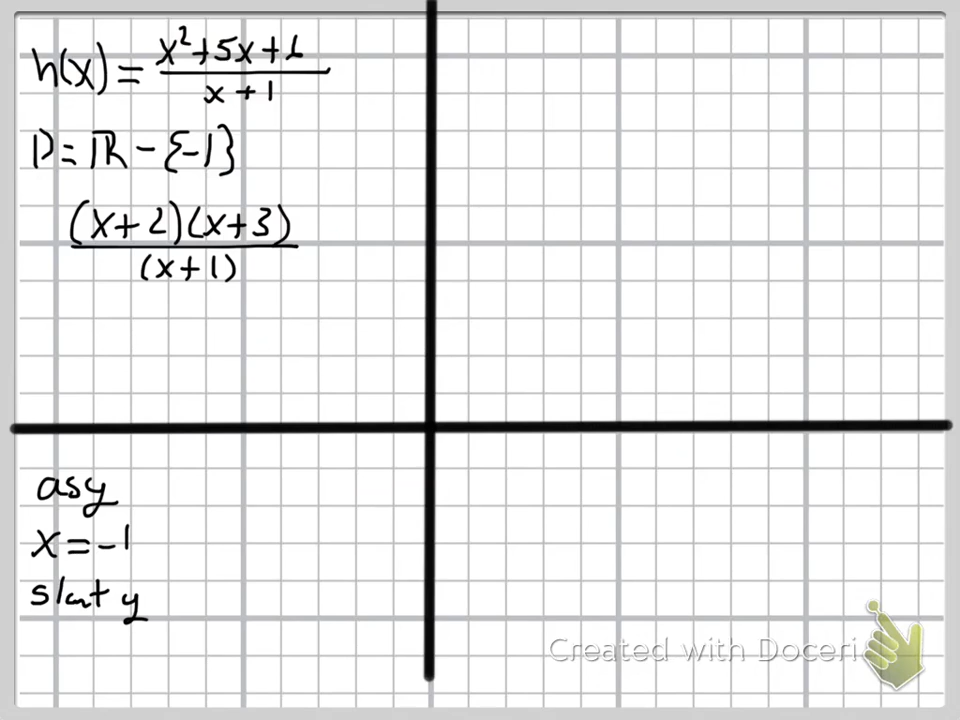 h(x) = x²+5x+6 / x+1
D = ℝ - {-1}
(x+2)(x+3) / (x+1)
asy
x = -1
slant y
Created with Doceri